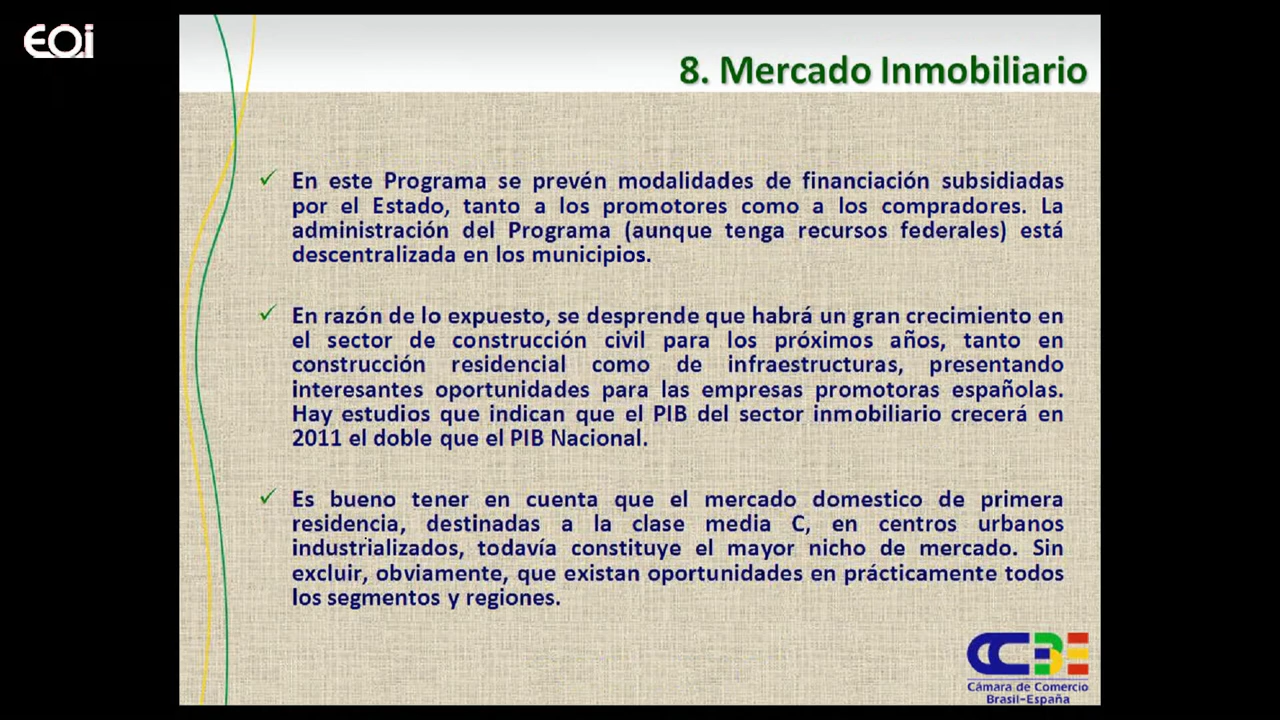 EOi
8. Mercado Inmobiliario
✓ En este Programa se prevén modalidades de financiación subsidiadas
por el Estado, tanto a los promotores como a los compradores. La
administración del Programa (aunque tenga recursos federales) está
descentralizada en los municipios.
✓ En razón de lo expuesto, se desprende que habrá un gran crecimiento en
el sector de construcción civil para los próximos años, tanto en
construcción residencial como de infraestructuras, presentando
interesantes oportunidades para las empresas promotoras españolas.
Hay estudios que indican que el PIB del sector inmobiliario crecerá en
2011 el doble que el PIB Nacional.
✓ Es bueno tener en cuenta que el mercado domestico de primera
residencia, destinadas a la clase media C, en centros urbanos
industrializados, todavía constituye el mayor nicho de mercado. Sin
excluir, obviamente, que existan oportunidades en prácticamente todos
los segmentos y regiones.
CCBE
Cámara de Comercio
Brasil-España